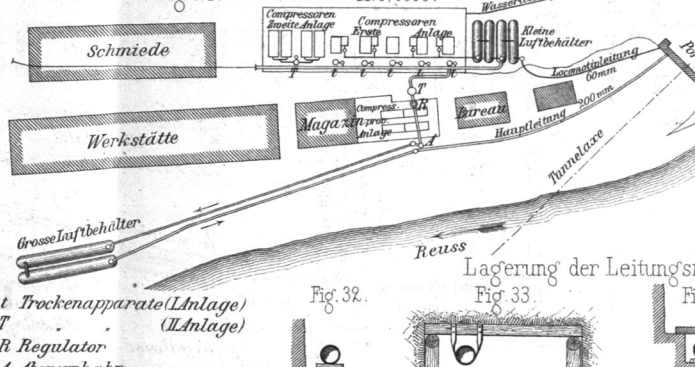 Compressoren
Zweite Anlage
Compressoren
Erste Anlage
Kleine
Luftbehälter
Schmiede
T t t t t
Locomotivleitung
60mm
T
R
Compress.
prov.
Anlage
Magazin
Bureau
Werkstätte
Hauptleitung
200mm
A
Tunnelaxe
Grosse Luftbehälter
Reuss
Lagerung der Leitungs
t Trockenapparate (I.Anlage)
T " " (II.Anlage)
R Regulator
Fig. 32.
Fig. 33.